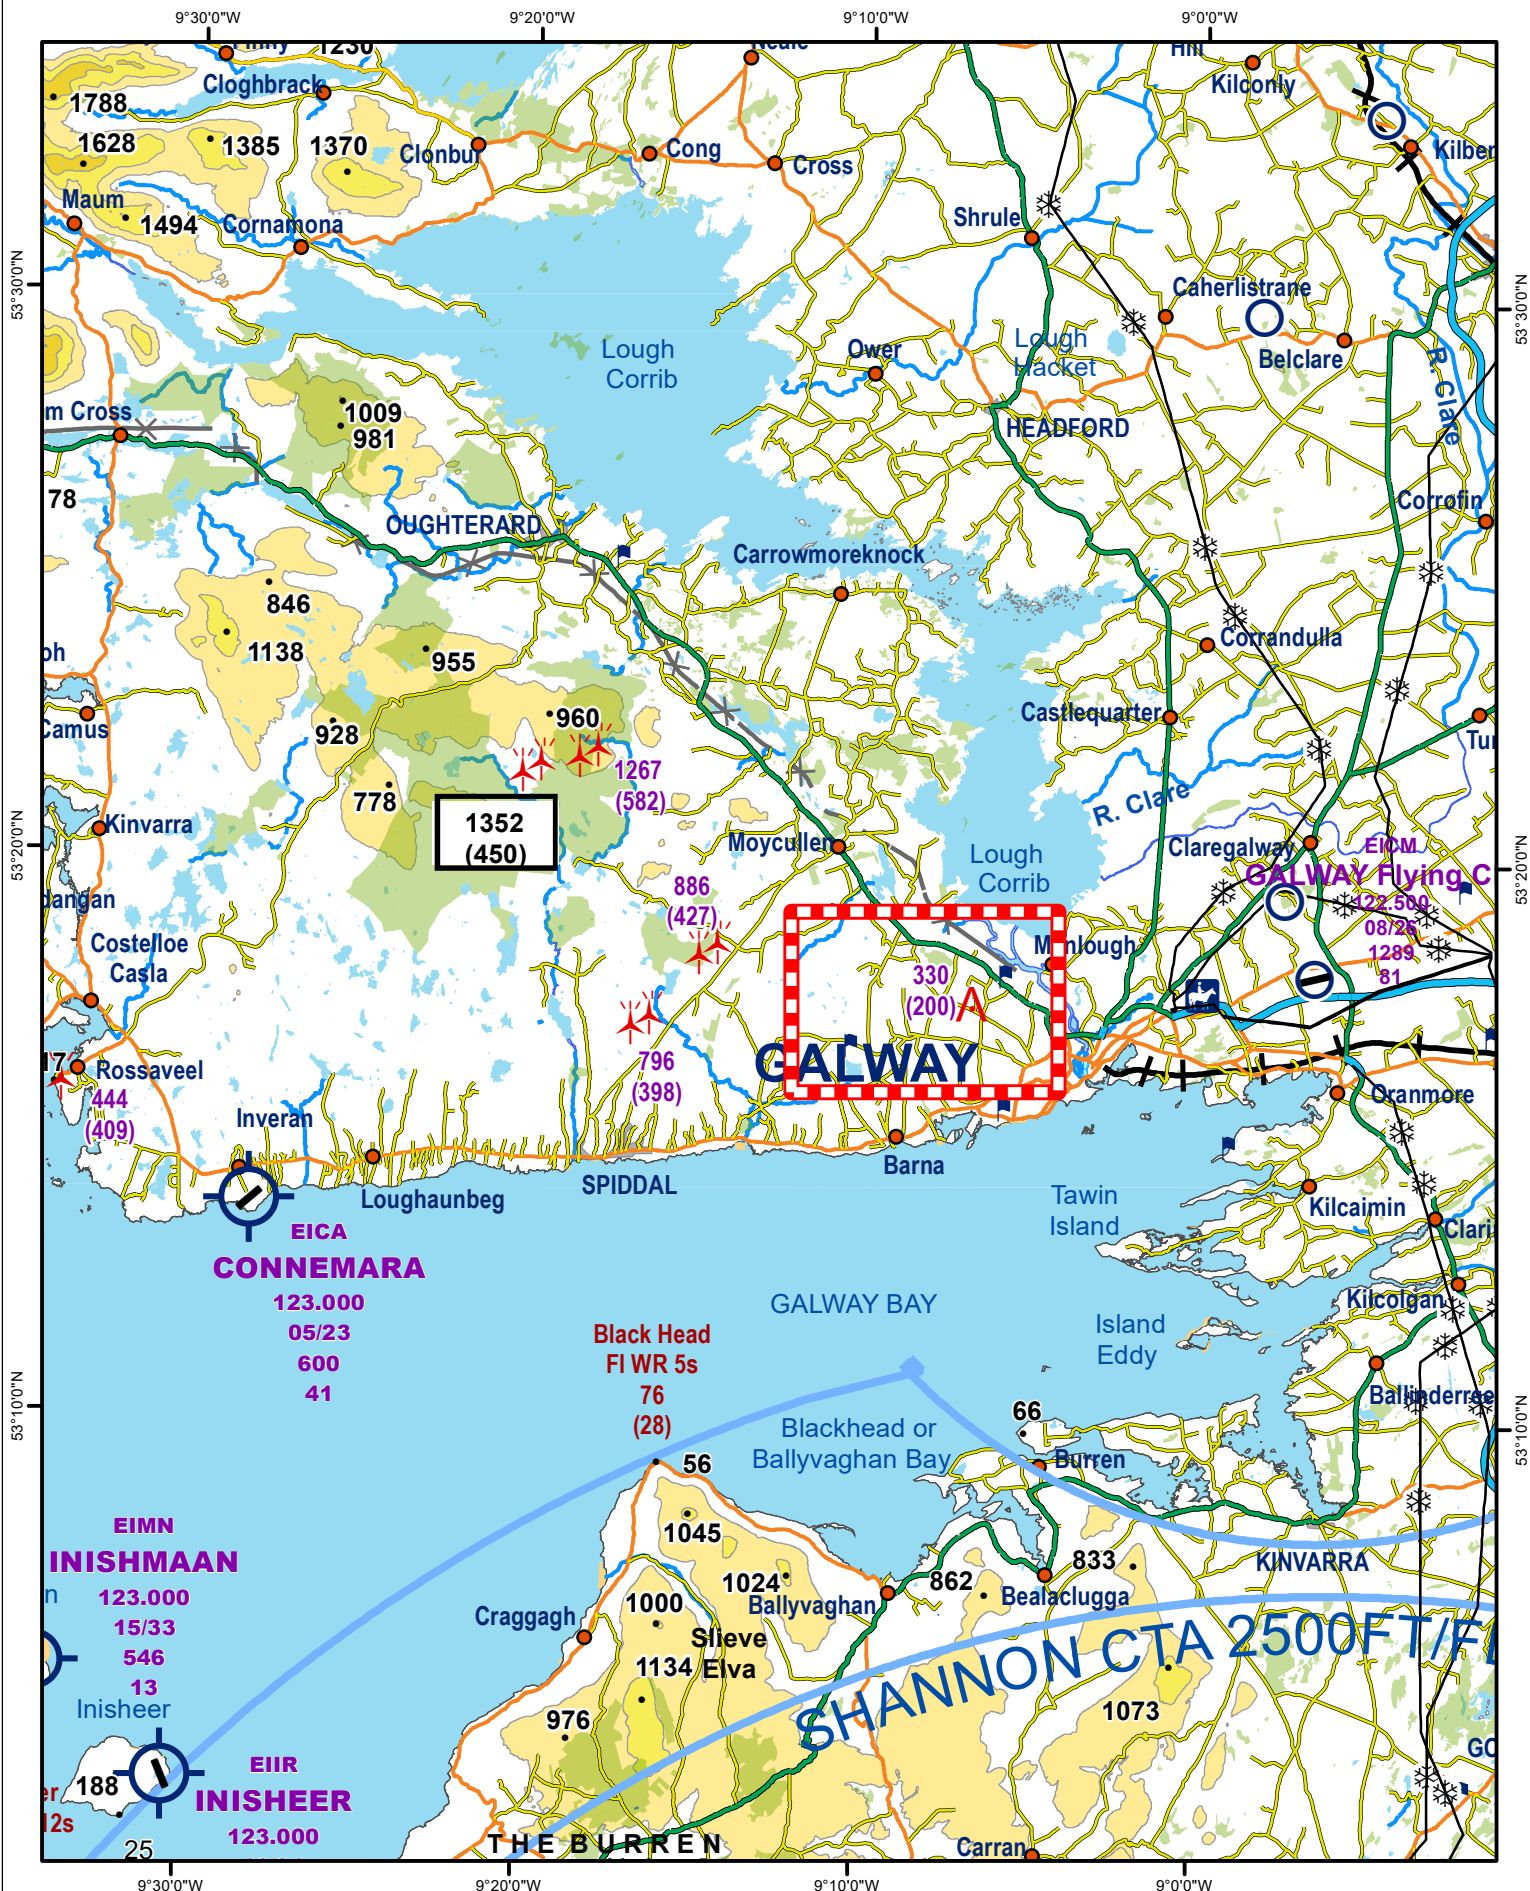 9°30'0"W
9°20'0"W
9°10'0"W
9°0'0"W
1230
Cloghbrack
1788
1628
1385
1370
Clonbur
Cong
Cross
Hill
Kilconly
Maum
1494
Cornamona
Shrule
53°30'0"N
53°30'0"N
Caherlistrane
Lough
Corrib
Ower
Lough
Hacket
Belclare
R. Clare
m Cross
1009
981
HEADFORD
78
OUGHTERARD
Carrowmoreknock
Corrofin
846
1138
955
Corrandulla
Camus
928
960
Castlequarter
1267
(582)
778
1352
(450)
R. Clare
Kinvarra
53°20'0"N
53°20'0"N
Moycullen
Lough
Corrib
Claregalway
EICM
GALWAY Flying C
122.500
08/26
1289
81
886
(427)
Costelloe
Casla
Menlough
330
(200)
GALWAY
Rossaveel
444
(409)
796
(398)
Inveran
Oranmore
Barna
SPIDDAL
Loughaunbeg
Tawin
Island
Kilcaimin
EICA
CONNEMARA
123.000
05/23
600
41
GALWAY BAY
Island
Eddy
Kilcolgan
Black Head
Fl WR 5s
76
(28)
Ballinderree
53°10'0"N
53°10'0"N
Blackhead or
Ballyvaghan Bay
66
Burren
56
1045
EIMN
INISHMAAN
123.000
15/33
546
13
KINVARRA
833
862
1024
Ballyvaghan
Bealaclugga
Craggagh
1000
Slieve
Elva
1134
SHANNON CTA 2500FT/F
976
1073
Inisheer
188
EIIR
INISHEER
123.000
12s
25
THE BURREN
Carran
9°30'0"W
9°20'0"W
9°10'0"W
9°0'0"W